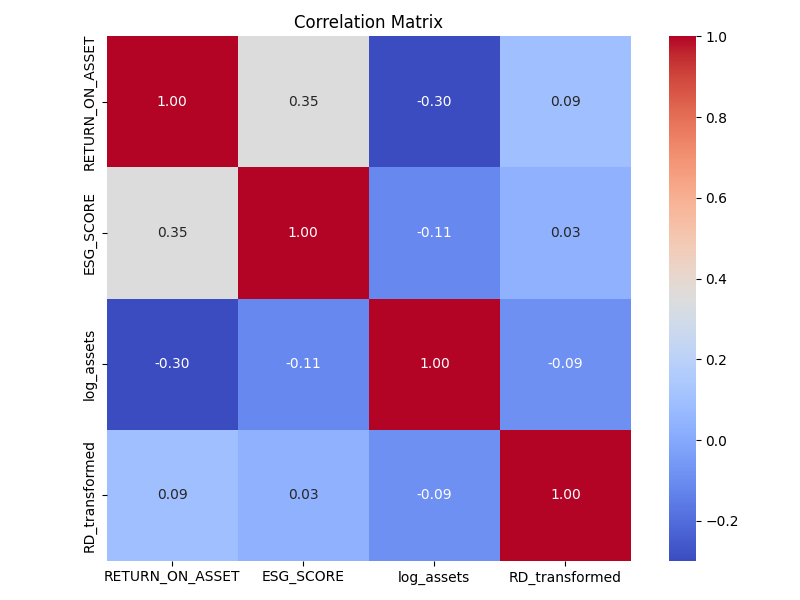 Correlation Matrix
RETURN_ON_ASSET
1.00
0.35
-0.30
0.09
ESG_SCORE
0.35
1.00
-0.11
0.03
log_assets
-0.30
-0.11
1.00
-0.09
RD_transformed
0.09
0.03
-0.09
1.00
RETURN_ON_ASSET
ESG_SCORE
log_assets
RD_transformed
1.0
0.8
0.6
0.4
0.2
0.0
−0.2